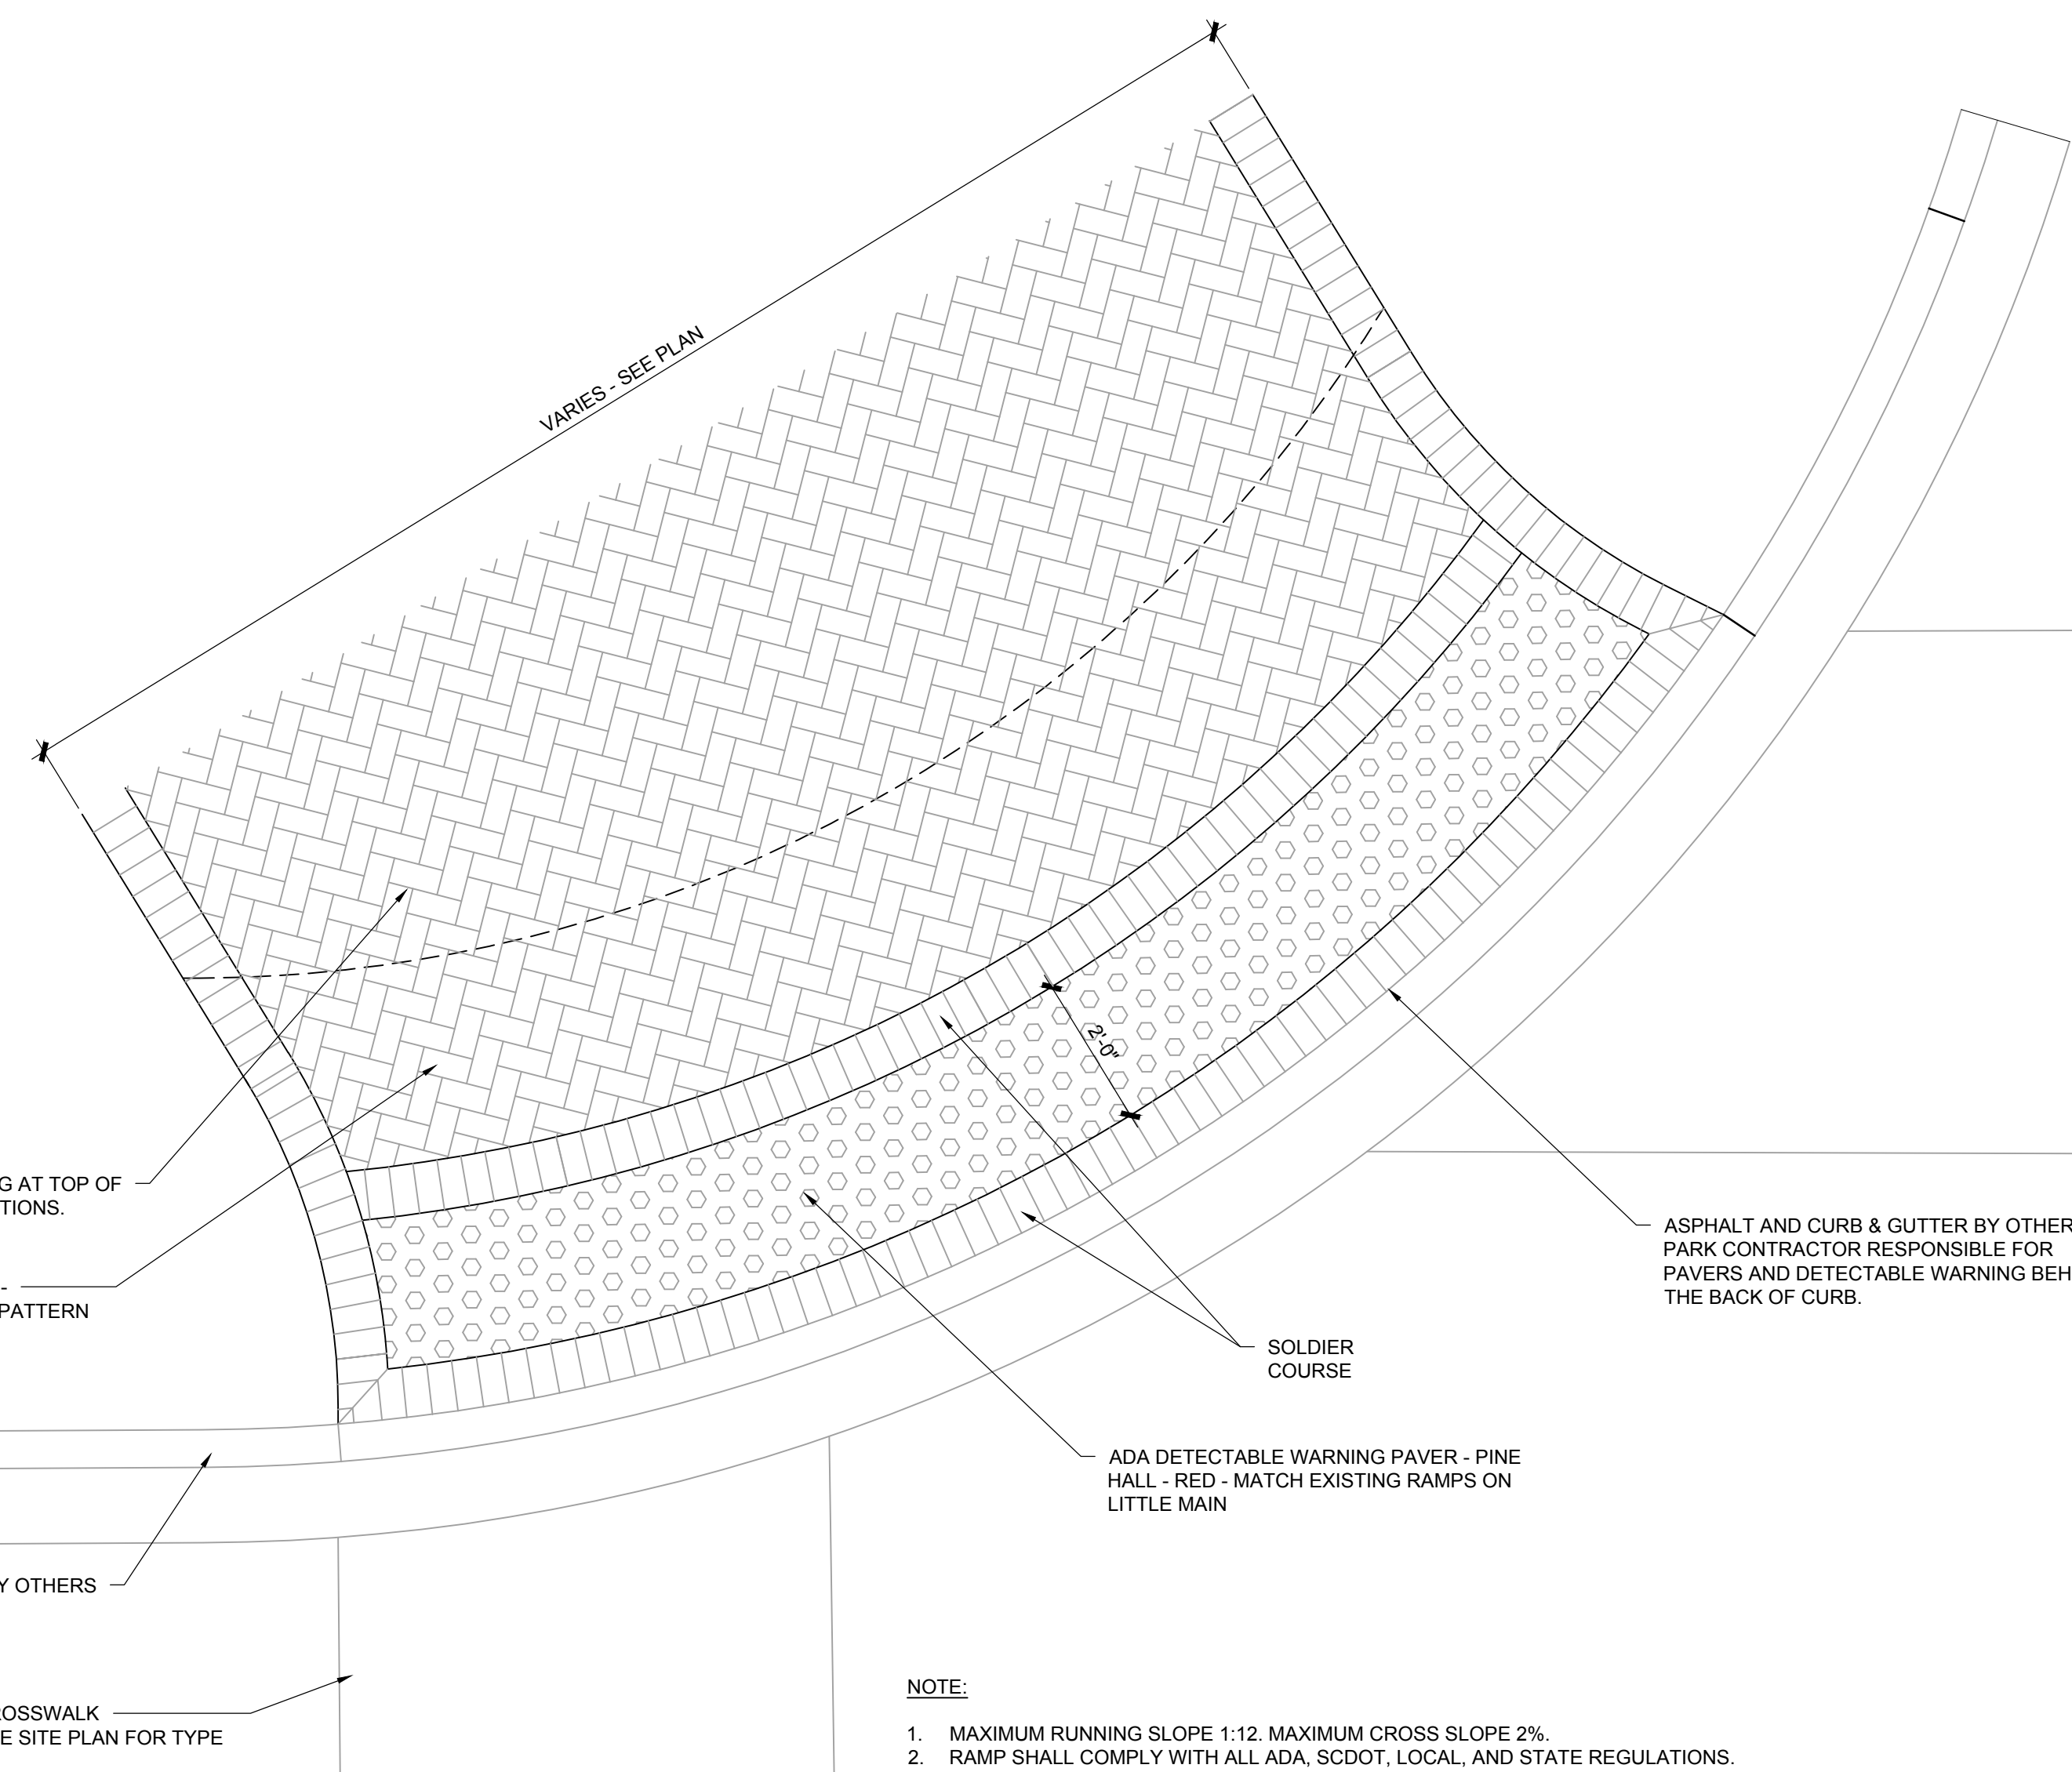 VARIES - SEE PLAN
2'-0"
G AT TOP OF
TIONS.
-
PATTERN
ASPHALT AND CURB & GUTTER BY OTHER
PARK CONTRACTOR RESPONSIBLE FOR
PAVERS AND DETECTABLE WARNING BEH
THE BACK OF CURB.
SOLDIER
COURSE
ADA DETECTABLE WARNING PAVER - PINE
HALL - RED - MATCH EXISTING RAMPS ON
LITTLE MAIN
Y OTHERS
ROSSWALK
E SITE PLAN FOR TYPE
NOTE:
1. MAXIMUM RUNNING SLOPE 1:12. MAXIMUM CROSS SLOPE 2%.
2. RAMP SHALL COMPLY WITH ALL ADA, SCDOT, LOCAL, AND STATE REGULATIONS.